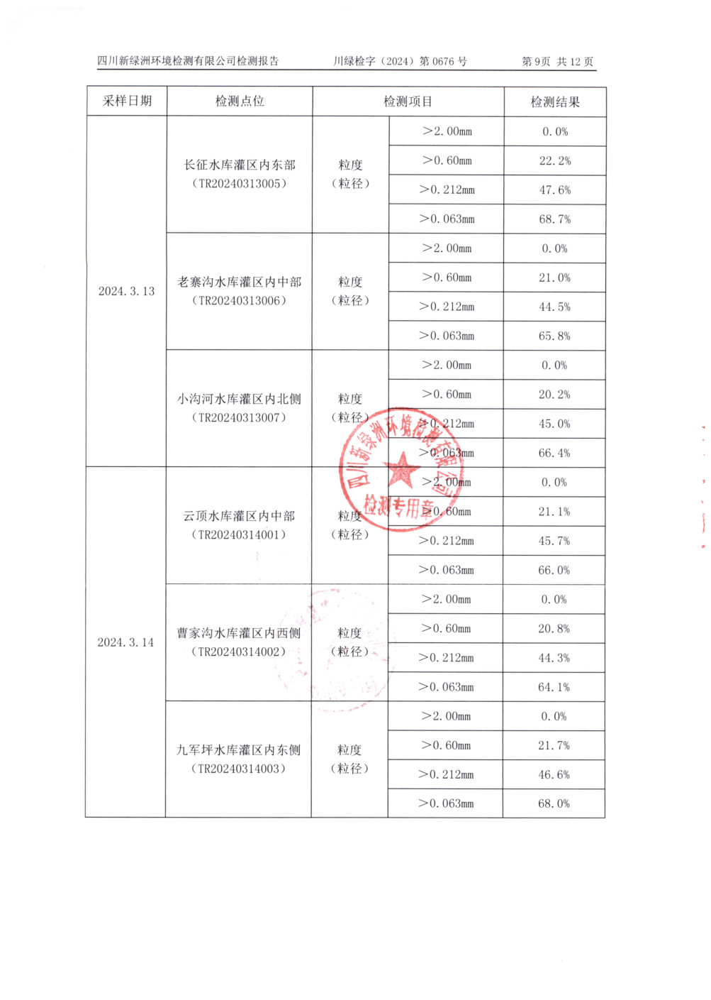 四川新绿洲环境检测有限公司检测报告 川绿检字（2024）第 0676 号 第 9页 共 12 页
采样日期 检测点位 检测项目 检测结果
2024.3.13
长征水库灌区内东部
（TR20240313005）
粒度
（粒径）
>2.00mm 0.0%
>0.60mm 22.2%
>0.212mm 47.6%
>0.063mm 68.7%
老寨沟水库灌区内中部
（TR20240313006）
粒度
（粒径）
>2.00mm 0.0%
>0.60mm 21.0%
>0.212mm 44.5%
>0.063mm 65.8%
小沟河水库灌区内北侧
（TR20240313007）
粒度
（粒径）
>2.00mm 0.0%
>0.60mm 20.2%
>0.212mm 45.0%
>0.063mm 66.4%
2024.3.14
云顶水库灌区内中部
（TR20240314001）
粒度
（粒径）
>2.00mm 0.0%
>0.60mm 21.1%
>0.212mm 45.7%
>0.063mm 66.0%
曹家沟水库灌区内西侧
（TR20240314002）
粒度
（粒径）
>2.00mm 0.0%
>0.60mm 20.8%
>0.212mm 44.3%
>0.063mm 64.1%
九军坪水库灌区内东侧
（TR20240314003）
粒度
（粒径）
>2.00mm 0.0%
>0.60mm 21.7%
>0.212mm 46.6%
>0.063mm 68.0%
四川新绿洲环境检测有限公司
检测专用章